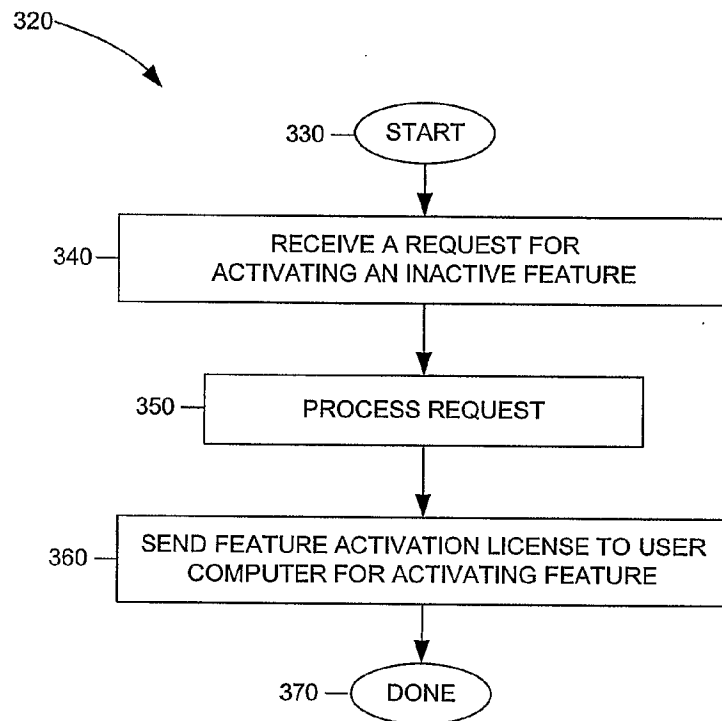 320
330
START
340
RECEIVE A REQUEST FOR
ACTIVATING AN INACTIVE FEATURE
350
PROCESS REQUEST
360
SEND FEATURE ACTIVATION LICENSE TO USER
COMPUTER FOR ACTIVATING FEATURE
370
DONE